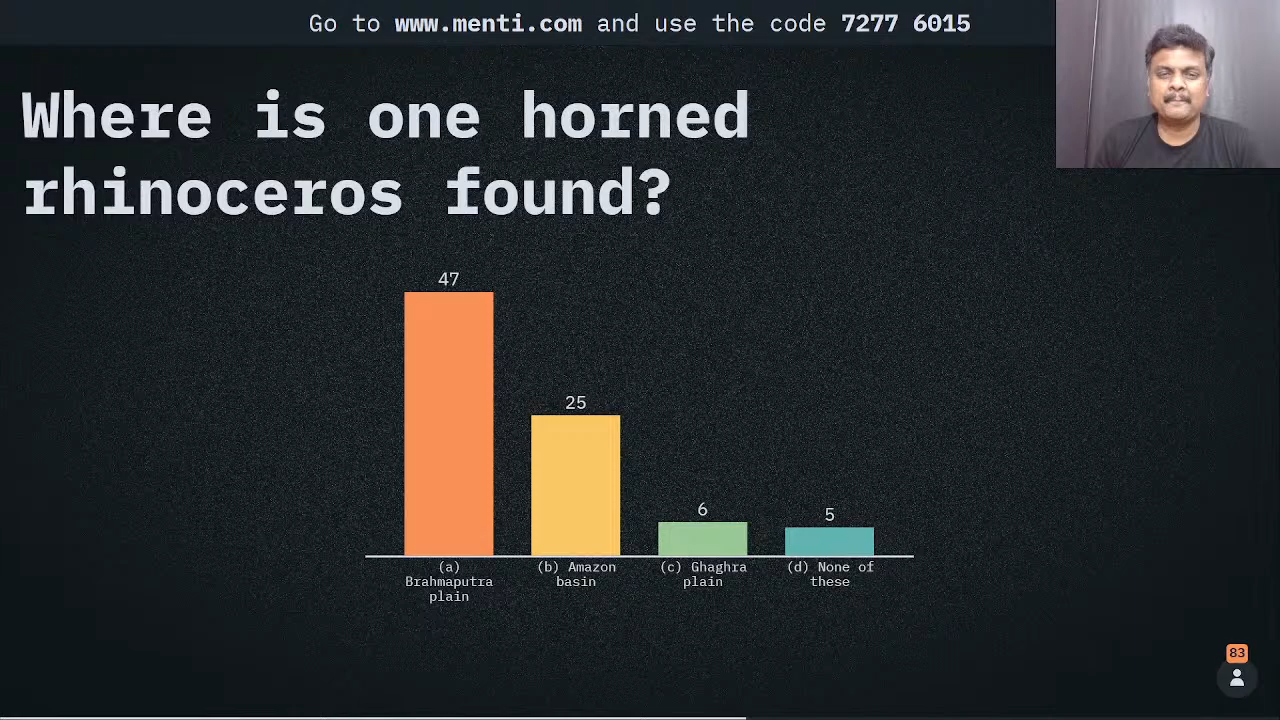 Go to www.menti.com and use the code 7277 6015
Where is one horned
rhinoceros found?
47
25
6
5
(a)
Brahmaputra
plain
(b) Amazon
basin
(c) Ghaghra
plain
(d) None of
these
83